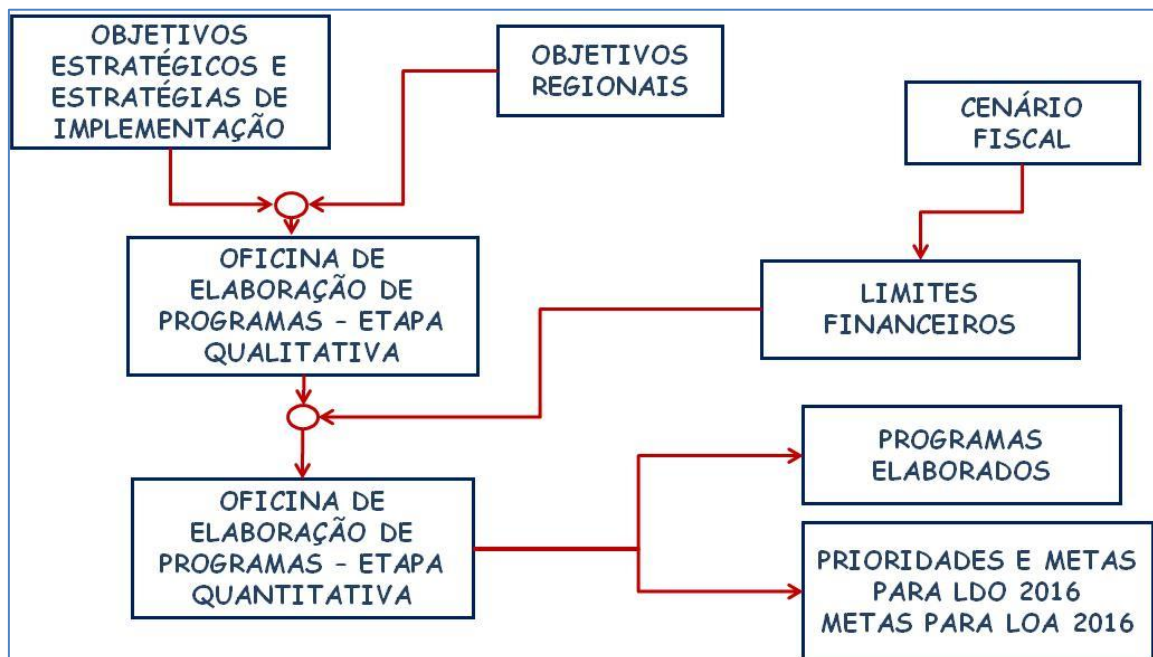 OBJETIVOS
ESTRATÉGICOS E
ESTRATÉGIAS DE
IMPLEMENTAÇÃO
OBJETIVOS
REGIONAIS
CENÁRIO
FISCAL
OFICINA DE
ELABORAÇÃO DE
PROGRAMAS – ETAPA
QUALITATIVA
LIMITES
FINANCEIROS
PROGRAMAS
ELABORADOS
OFICINA DE
ELABORAÇÃO DE
PROGRAMAS – ETAPA
QUANTITATIVA
PRIORIDADES E METAS
PARA LDO 2016
METAS PARA LOA 2016